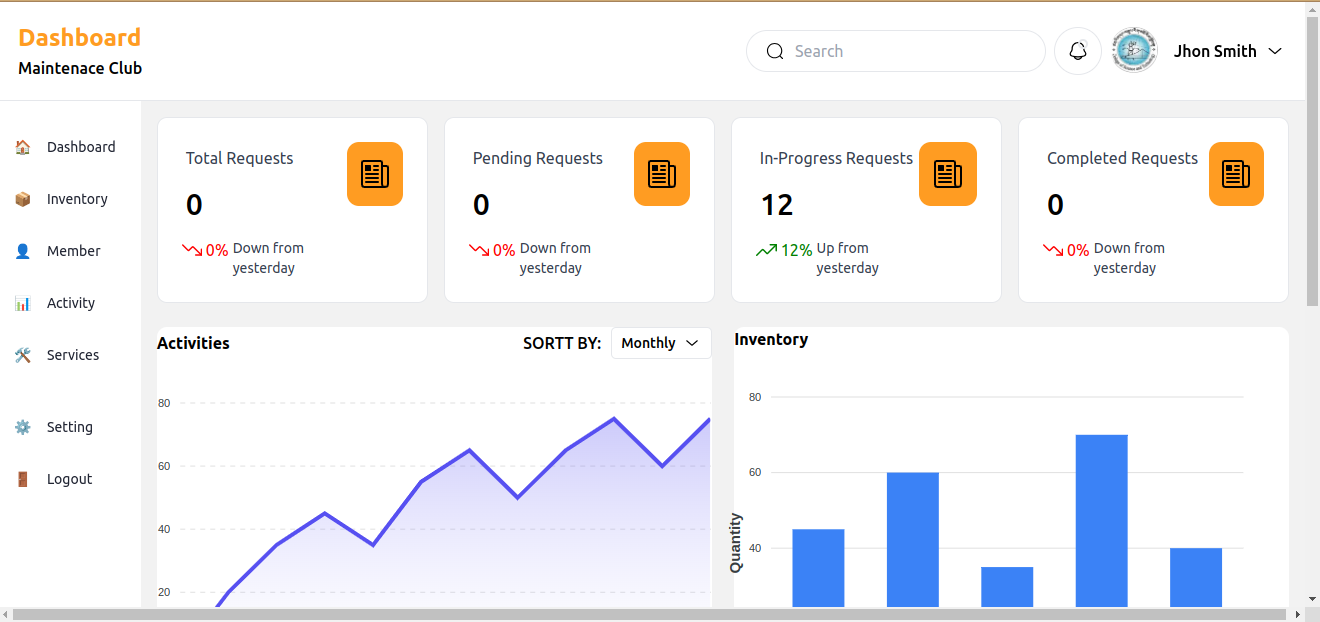 Dashboard
Maintenace Club
Search
Jhon Smith
Dashboard
Inventory
Member
Activity
Services
Setting
Logout
Total Requests
0
0% Down from
yesterday
Pending Requests
0
0% Down from
yesterday
In-Progress Requests
12
12% Up from
yesterday
Completed Requests
0
0% Down from
yesterday
Activities
SORTT BY:
Monthly
80
60
40
20
Inventory
Quantity
80
60
40